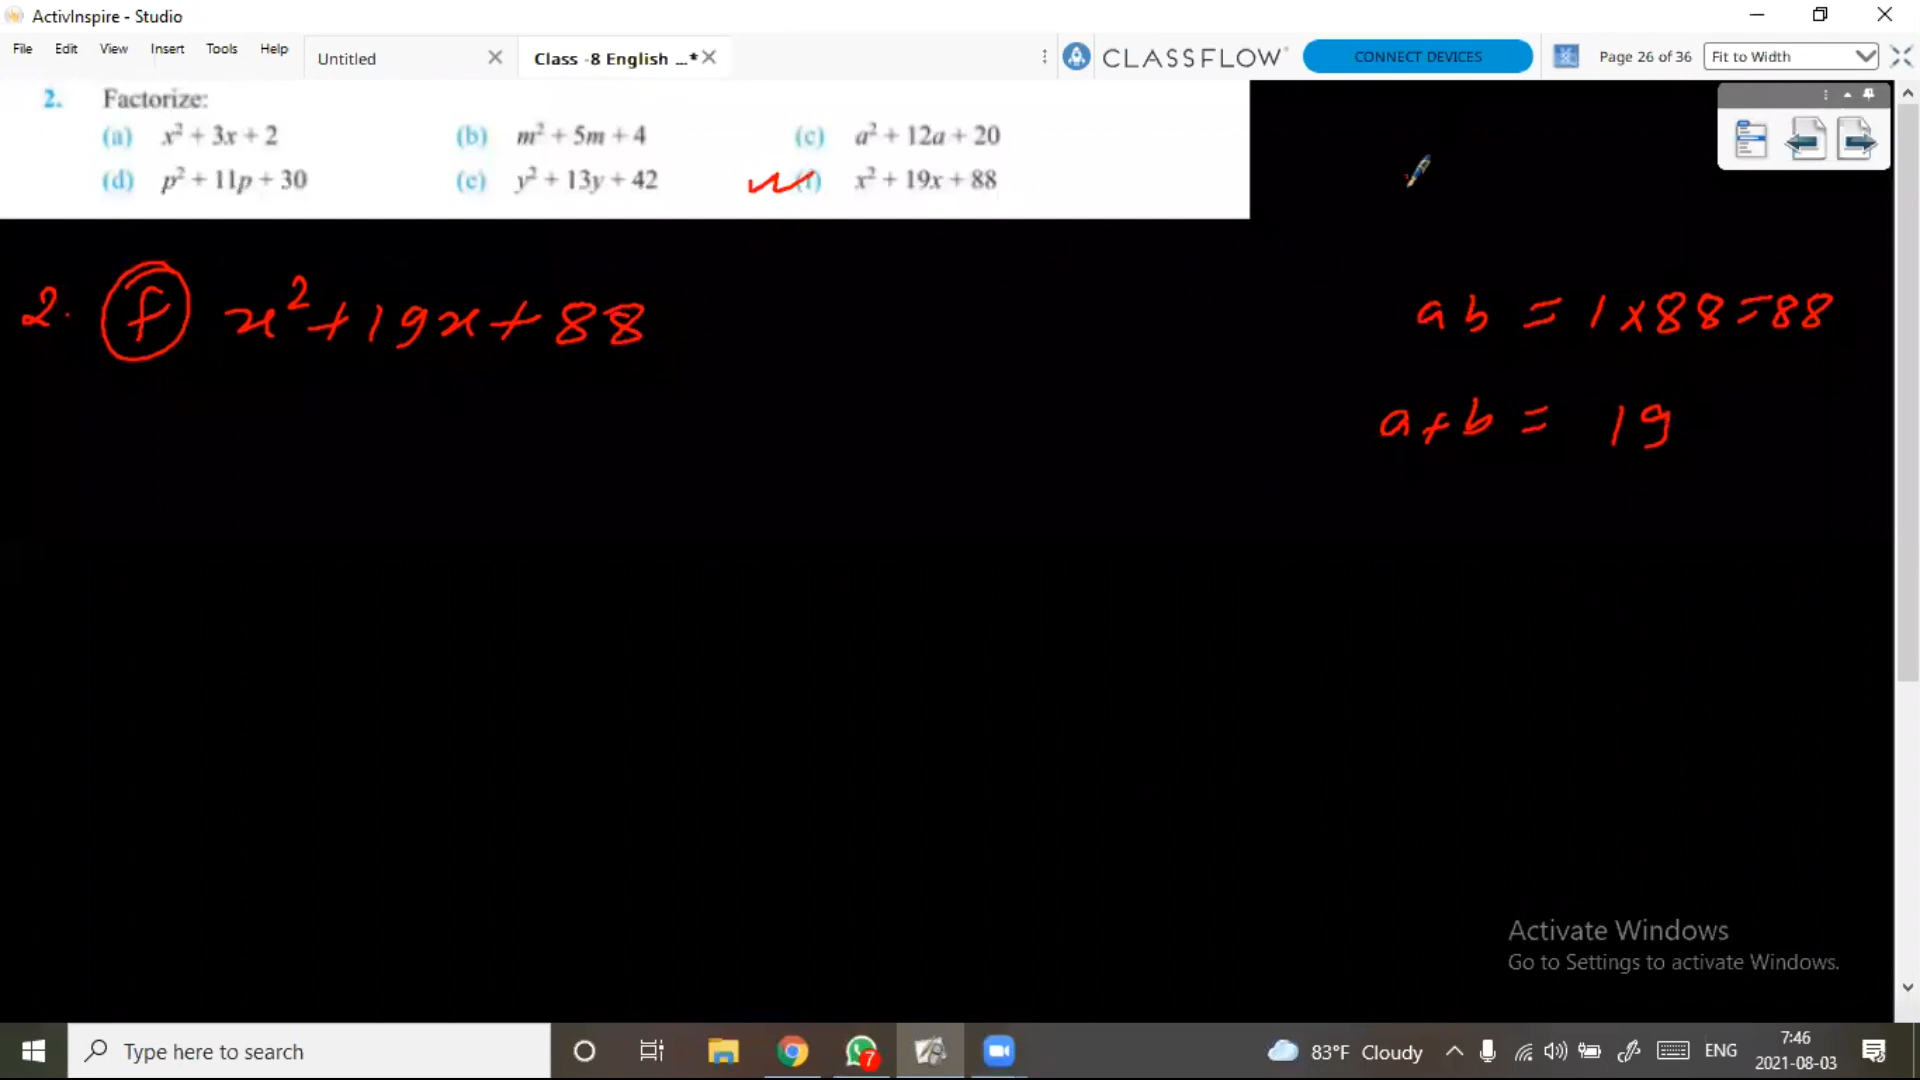 ActivInspire - Studio
File Edit View Insert Tools Help Untitled Class -8 English ...* CLASSFLOW CONNECT DEVICES Page 26 of 36 Fit to Width
2. Factorize:
(a) x² + 3x + 2 (b) m² + 5m + 4 (c) a² + 12a + 20
(d) p² + 11p + 30 (e) y² + 13y + 42 (f) x² + 19x + 88
2. (f) x² + 19x + 88 ab = 1 × 88 = 88
a + b = 19
Activate Windows
Go to Settings to activate Windows.
Type here to search 7 83°F Cloudy ENG 7:46
2021-08-03